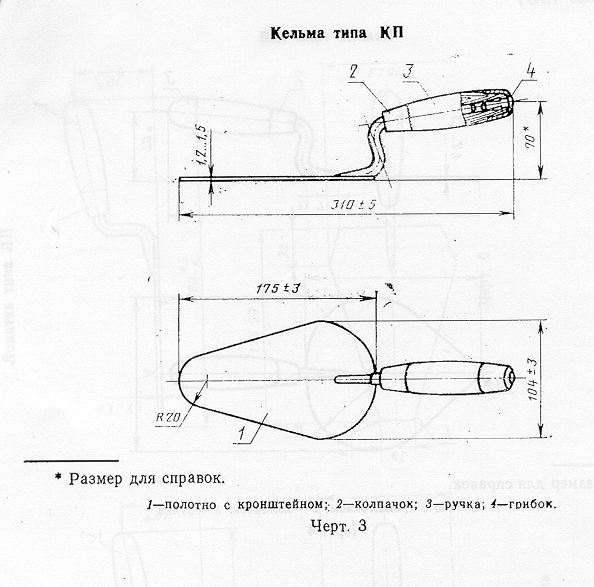 Кельма типа КП
2 3 4
1,2...1,5
70*
310 ± 5
175 ± 3
104 ± 3
R20
1
* Размер для справок.
1—полотно с кронштейном; 2—колпачок; 3—ручка; 4—грибок.
Черт. 3